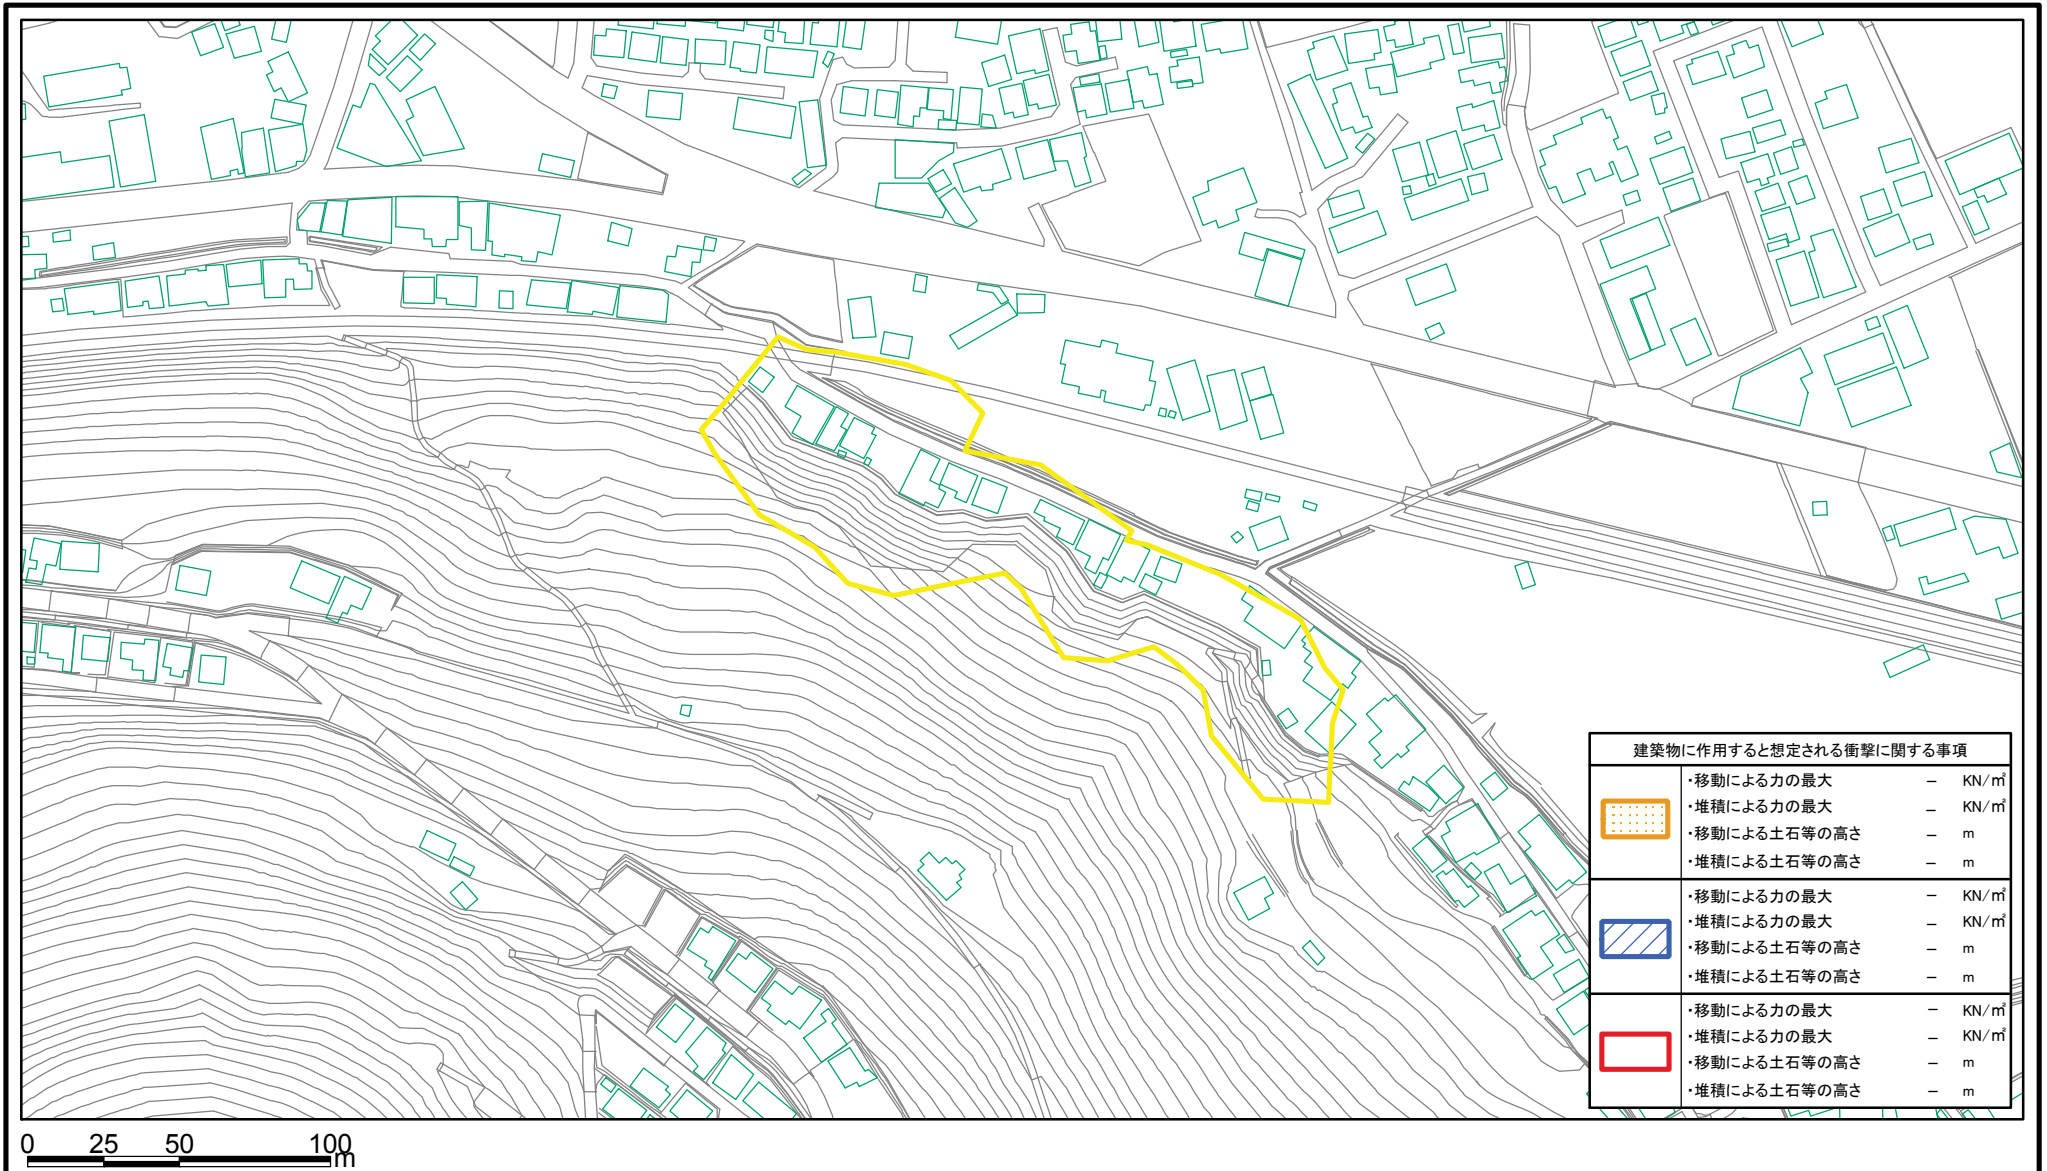 建築物に作用すると想定される衝撃に関する事項
・移動による力の最大 － KN/㎡
・堆積による力の最大 － KN/㎡
・移動による土石等の高さ － m
・堆積による土石等の高さ － m
・移動による力の最大 － KN/㎡
・堆積による力の最大 － KN/㎡
・移動による土石等の高さ － m
・堆積による土石等の高さ － m
・移動による力の最大 － KN/㎡
・堆積による力の最大 － KN/㎡
・移動による土石等の高さ － m
・堆積による土石等の高さ － m
0 25 50 100
m